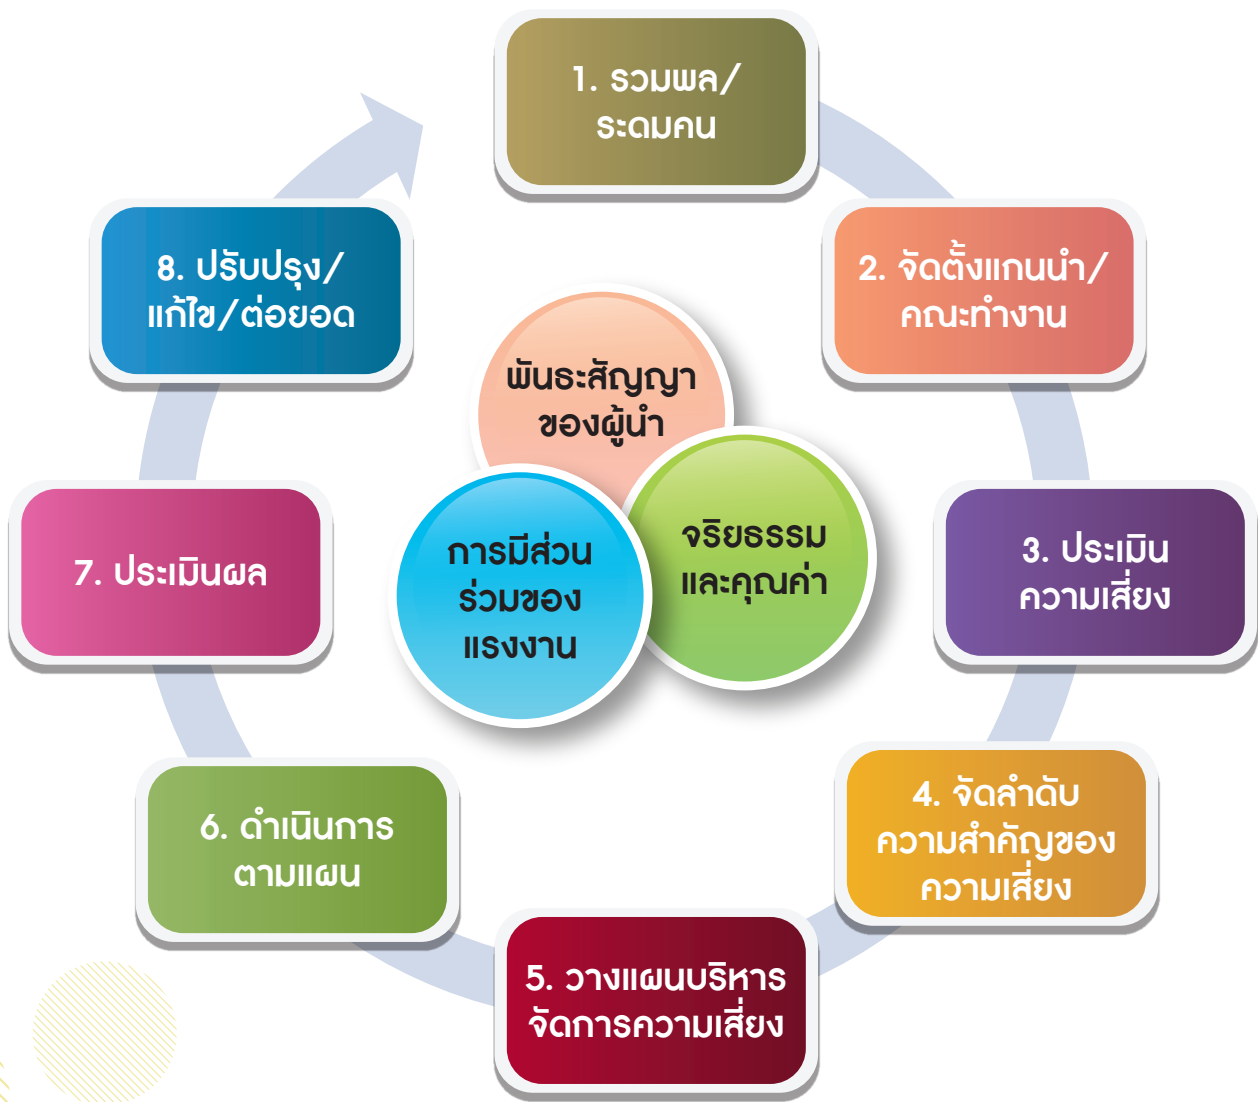 1. รวมพล/
ระดมคน
2. จัดตั้งแกนนำ/
คณะทำงาน
3. ประเมิน
ความเสี่ยง
4. จัดลำดับ
ความสำคัญของ
ความเสี่ยง
5. วางแผนบริหาร
จัดการความเสี่ยง
6. ดำเนินการ
ตามแผน
7. ประเมินผล
8. ปรับปรุง/
แก้ไข/ต่อยอด
พันธะสัญญา
ของผู้นำ
จริยธรรม
และคุณค่า
การมีส่วน
ร่วมของ
แรงงาน